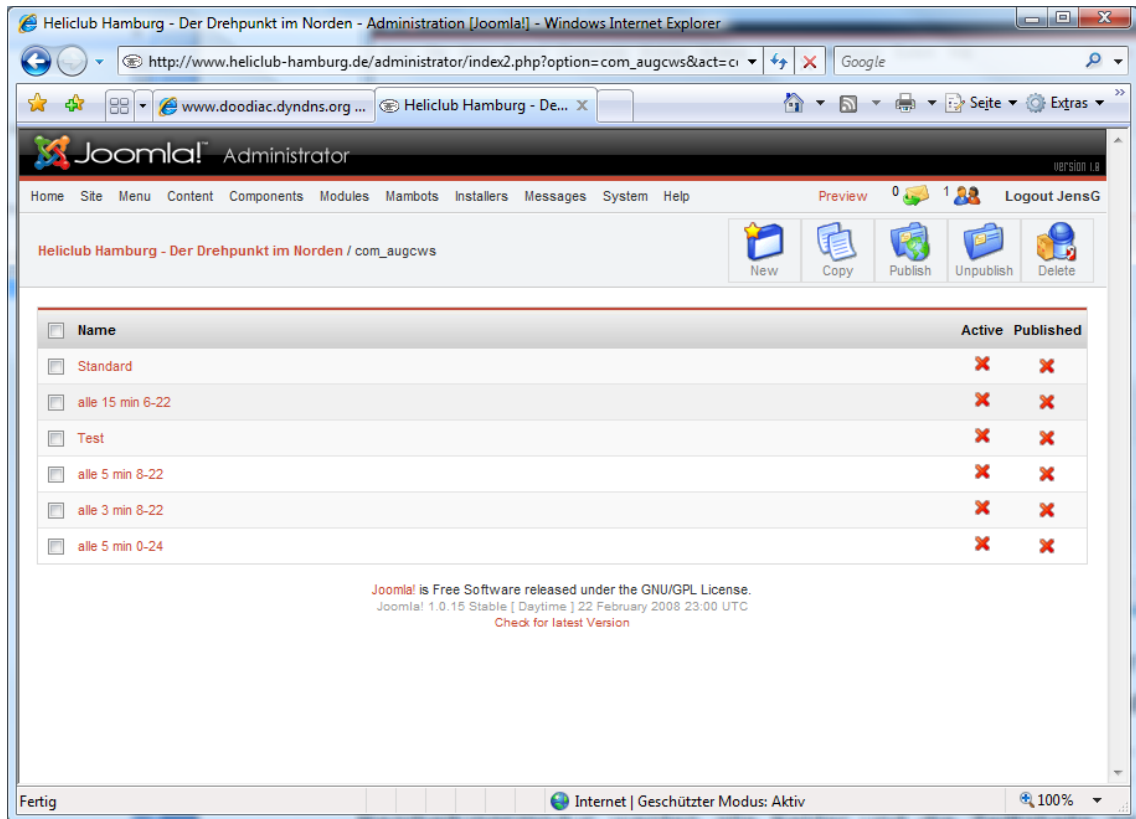 Heliclub Hamburg - Der Drehpunkt im Norden - Administration [Joomla!] - Windows Internet Explorer
http://www.heliclub-hamburg.de/administrator/index2.php?option=com_augcws&act=c
Google
www.doodiac.dyndns.org ...
Heliclub Hamburg - De...
Seite
Extras
Joomla!™ Administrator
version 1.0
Home Site Menu Content Components Modules Mambots Installers Messages System Help
Preview 0 1 Logout JensG
Heliclub Hamburg - Der Drehpunkt im Norden / com_augcws
New Copy Publish Unpublish Delete
Name Active Published
Standard
alle 15 min 6-22
Test
alle 5 min 8-22
alle 3 min 8-22
alle 5 min 0-24
Joomla! is Free Software released under the GNU/GPL License.
Joomla! 1.0.15 Stable [ Daytime ] 22 February 2008 23:00 UTC
Check for latest Version
Fertig
Internet | Geschützter Modus: Aktiv
100%